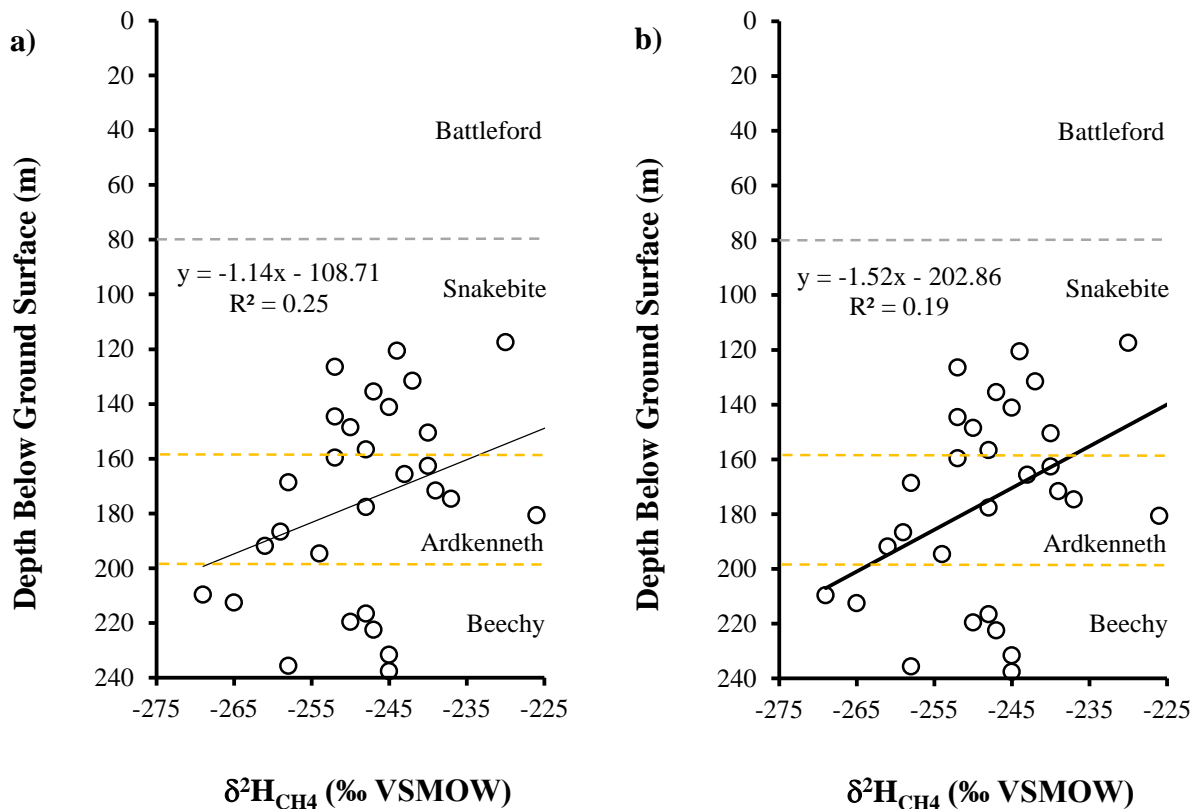 a)
Depth Below Ground Surface (m)
0
20
40
60
80
100
120
140
160
180
200
220
240
Battleford
y = -1.14x - 108.71
R² = 0.25
Snakebite
Ardkenneth
Beechy
-275 -265 -255 -245 -235 -225
δ²H_CH4 (‰ VSMOW)
b)
Depth Below Ground Surface (m)
0
20
40
60
80
100
120
140
160
180
200
220
240
Battleford
y = -1.52x - 202.86
R² = 0.19
Snakebite
Ardkenneth
Beechy
-275 -265 -255 -245 -235 -225
δ²H_CH4 (‰ VSMOW)